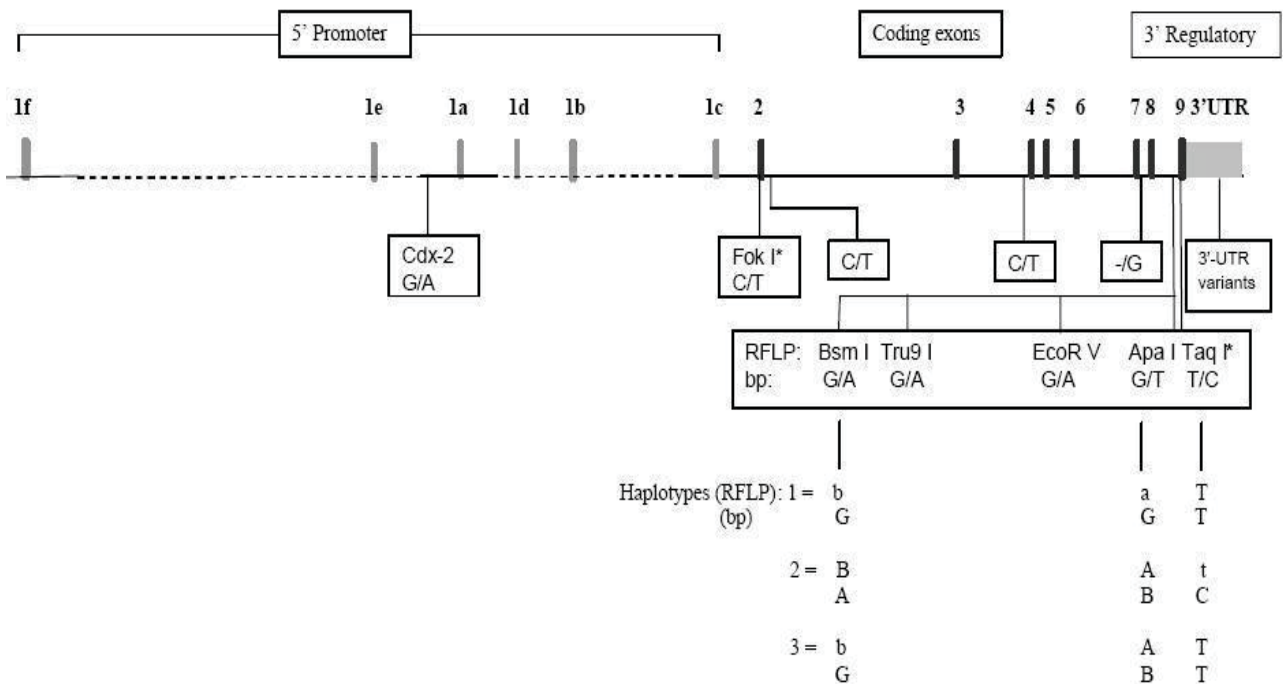 5' Promoter Coding exons 3' Regulatory
1f 1e 1a 1d 1b 1c 2 3 4 5 6 7 8 9 3'UTR
Cdx-2
G/A
Fok I*
C/T
C/T
C/T
-/G
3'-UTR
variants
RFLP: Bsm I Tru9 I EcoR V Apa I Taq I*
bp: G/A G/A G/A G/T T/C
Haplotypes (RFLP): 1 = b a T
(bp) G G T
2 = B A t
A B C
3 = b A T
G B T